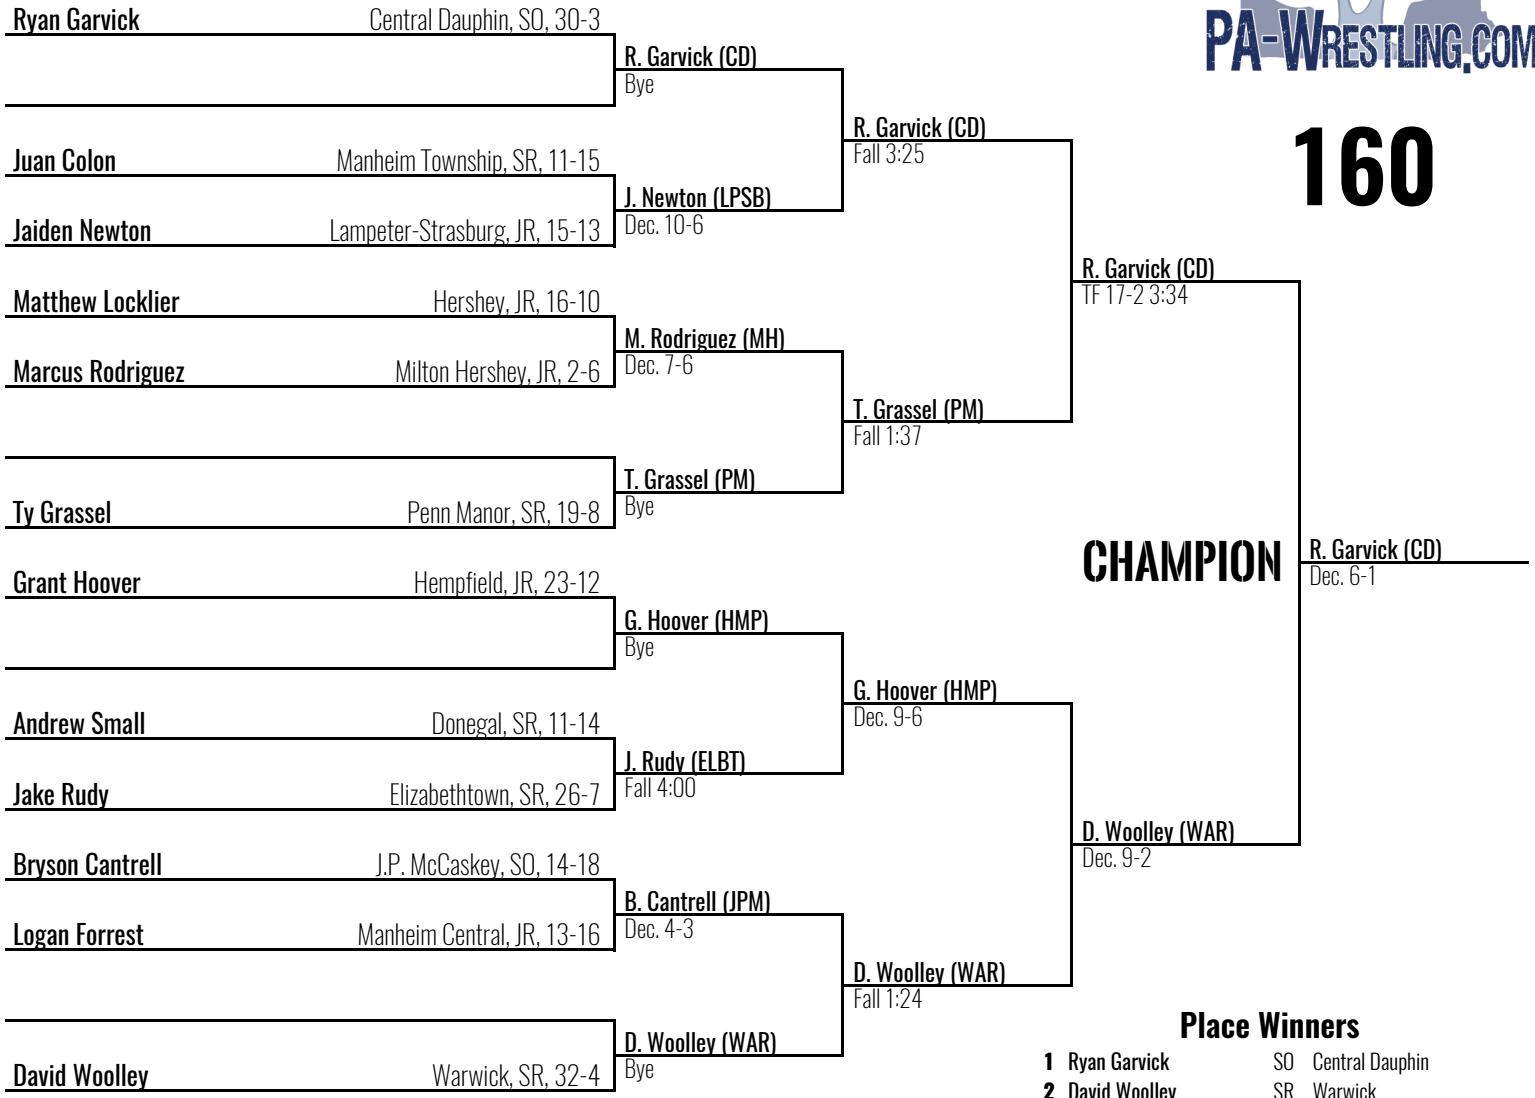 PA-WRESTLING.COM
160
Ryan Garvick Central Dauphin, SO, 30-3
Juan Colon Manheim Township, SR, 11-15
Jaiden Newton Lampeter-Strasburg, JR, 15-13
Matthew Locklier Hershey, JR, 16-10
Marcus Rodriguez Milton Hershey, JR, 2-6
Ty Grassel Penn Manor, SR, 19-8
Grant Hoover Hempfield, JR, 23-12
Andrew Small Donegal, SR, 11-14
Jake Rudy Elizabethtown, SR, 26-7
Bryson Cantrell J.P. McCaskey, SO, 14-18
Logan Forrest Manheim Central, JR, 13-16
David Woolley Warwick, SR, 32-4
R. Garvick (CD)
Bye
J. Newton (LPSB)
Dec. 10-6
M. Rodriguez (MH)
Dec. 7-6
T. Grassel (PM)
Bye
G. Hoover (HMP)
Bye
J. Rudy (ELBT)
Fall 4:00
B. Cantrell (JPM)
Dec. 4-3
D. Woolley (WAR)
Bye
R. Garvick (CD)
Fall 3:25
T. Grassel (PM)
Fall 1:37
G. Hoover (HMP)
Dec. 9-6
D. Woolley (WAR)
Fall 1:24
R. Garvick (CD)
TF 17-2 3:34
D. Woolley (WAR)
Dec. 9-2
CHAMPION
R. Garvick (CD)
Dec. 6-1
Place Winners
1 Ryan Garvick SO Central Dauphin
2 David Woolley SR Warwick